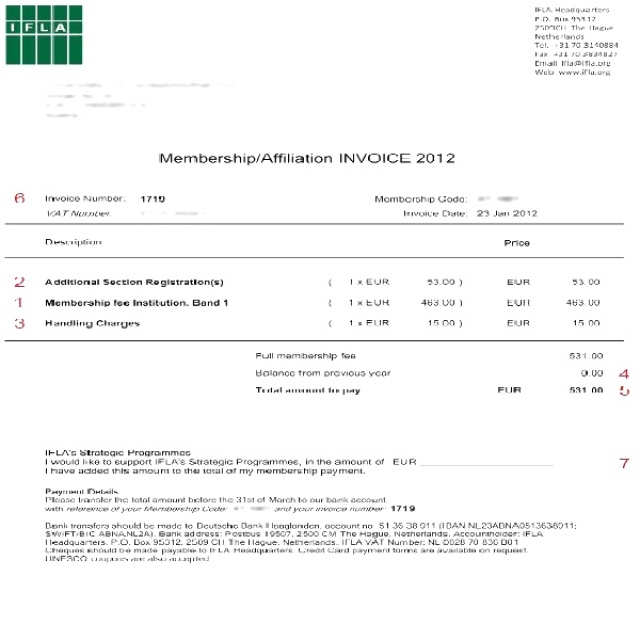 IFLA
IFLA Headquarters
P.O. Box 95312
2509CH The Hague
Netherlands
Tel. +31 70 3140884
Fax +31 70 3834827
Email ifla@ifla.org
Web www.ifla.org
Membership/Affiliation INVOICE 2012
6 Invoice Number: 1719 Membership Code:
VAT Number Invoice Date: 23 Jan 2012
Description Price
2 Additional Section Registration(s) ( 1 x EUR 53.00 ) EUR 53.00
1 Membership fee Institution. Band 1 ( 1 x EUR 463.00 ) EUR 463.00
3 Handling Charges ( 1 x EUR 15.00 ) EUR 15.00
Full membership fee 531.00
Balance from previous year 0.00 4
Total amount to pay EUR 531.00 5
IFLA's Strategic Programmes
I would like to support IFLA's Strategic Programmes, in the amount of EUR 7
I have added this amount to the total of my membership payment.
Payment Details
Please transfer the total amount before the 31st of March to our bank account
with reference of your Membership Code: and your invoice number: 1719
Bank transfers should be made to Deutsche Bank account no. 51 36 38 911 (IBAN NL23ABNA0513638911;
SWIFT/BIC ABNANL2A). Bank address: Postbus 2500 CM The Hague, Netherlands. Accountholder: IFLA
Headquarters, P.O. Box 95312, 2509 CH The Hague, Netherlands. IFLA VAT Number: NL 0028 70 836 B01
Cheques should be made payable to IFLA Headquarters. Credit Card payment forms are available on request.
UNESCO coupons are also accepted